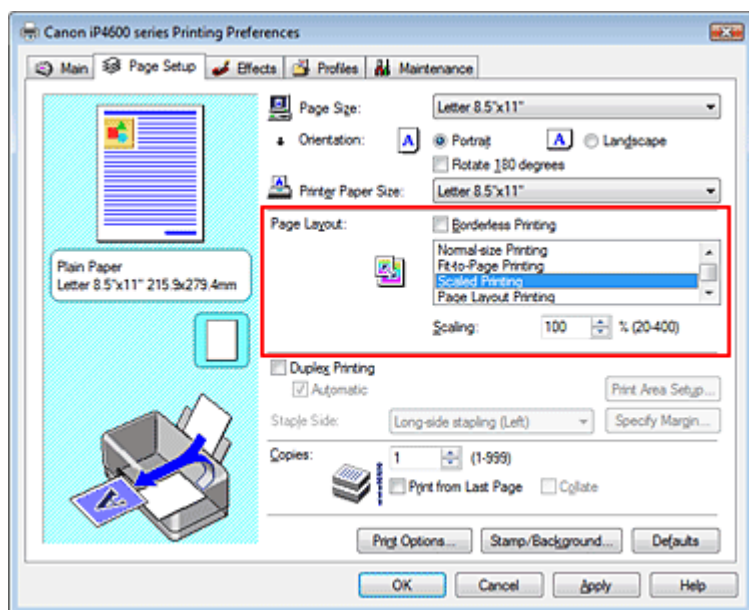 Canon iP4600 series Printing Preferences
Main Page Setup Effects Profiles Maintenance
Page Size: Letter 8.5"x11"
Orientation: A Portrait A Landscape
Rotate 180 degrees
Printer Paper Size: Letter 8.5"x11"
Page Layout: Borderless Printing
Normal-size Printing
Fit-to-Page Printing
Scaled Printing
Page Layout Printing
Scaling: 100 % (20-400)
Plain Paper
Letter 8.5"x11" 215.9x279.4mm
Duplex Printing
Automatic Print Area Setup...
Staple Side: Long-side stapling (Left) Specify Margin...
Copies: 1 (1-999)
Print from Last Page Collate
A
Print Options... Stamp/Background... Defaults
OK Cancel Apply Help